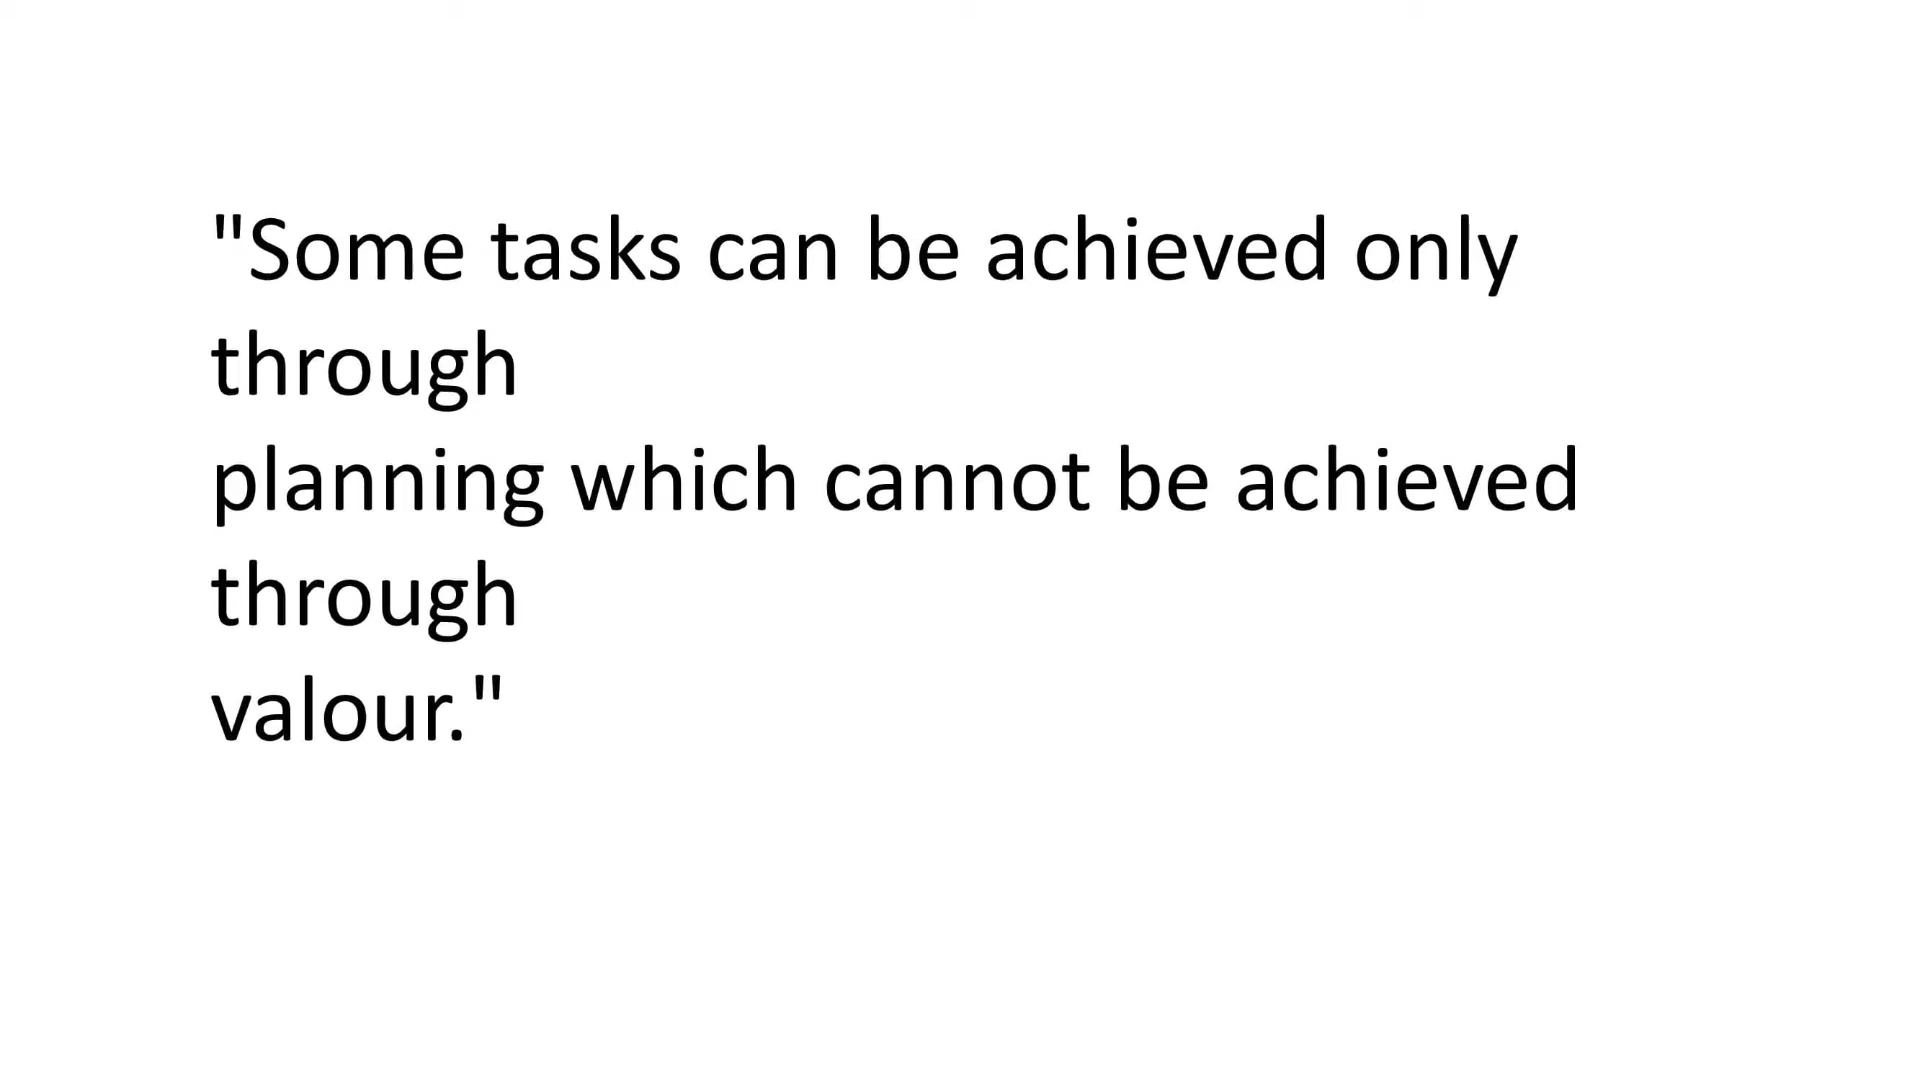 "Some tasks can be achieved only
through
planning which cannot be achieved
through
valour."